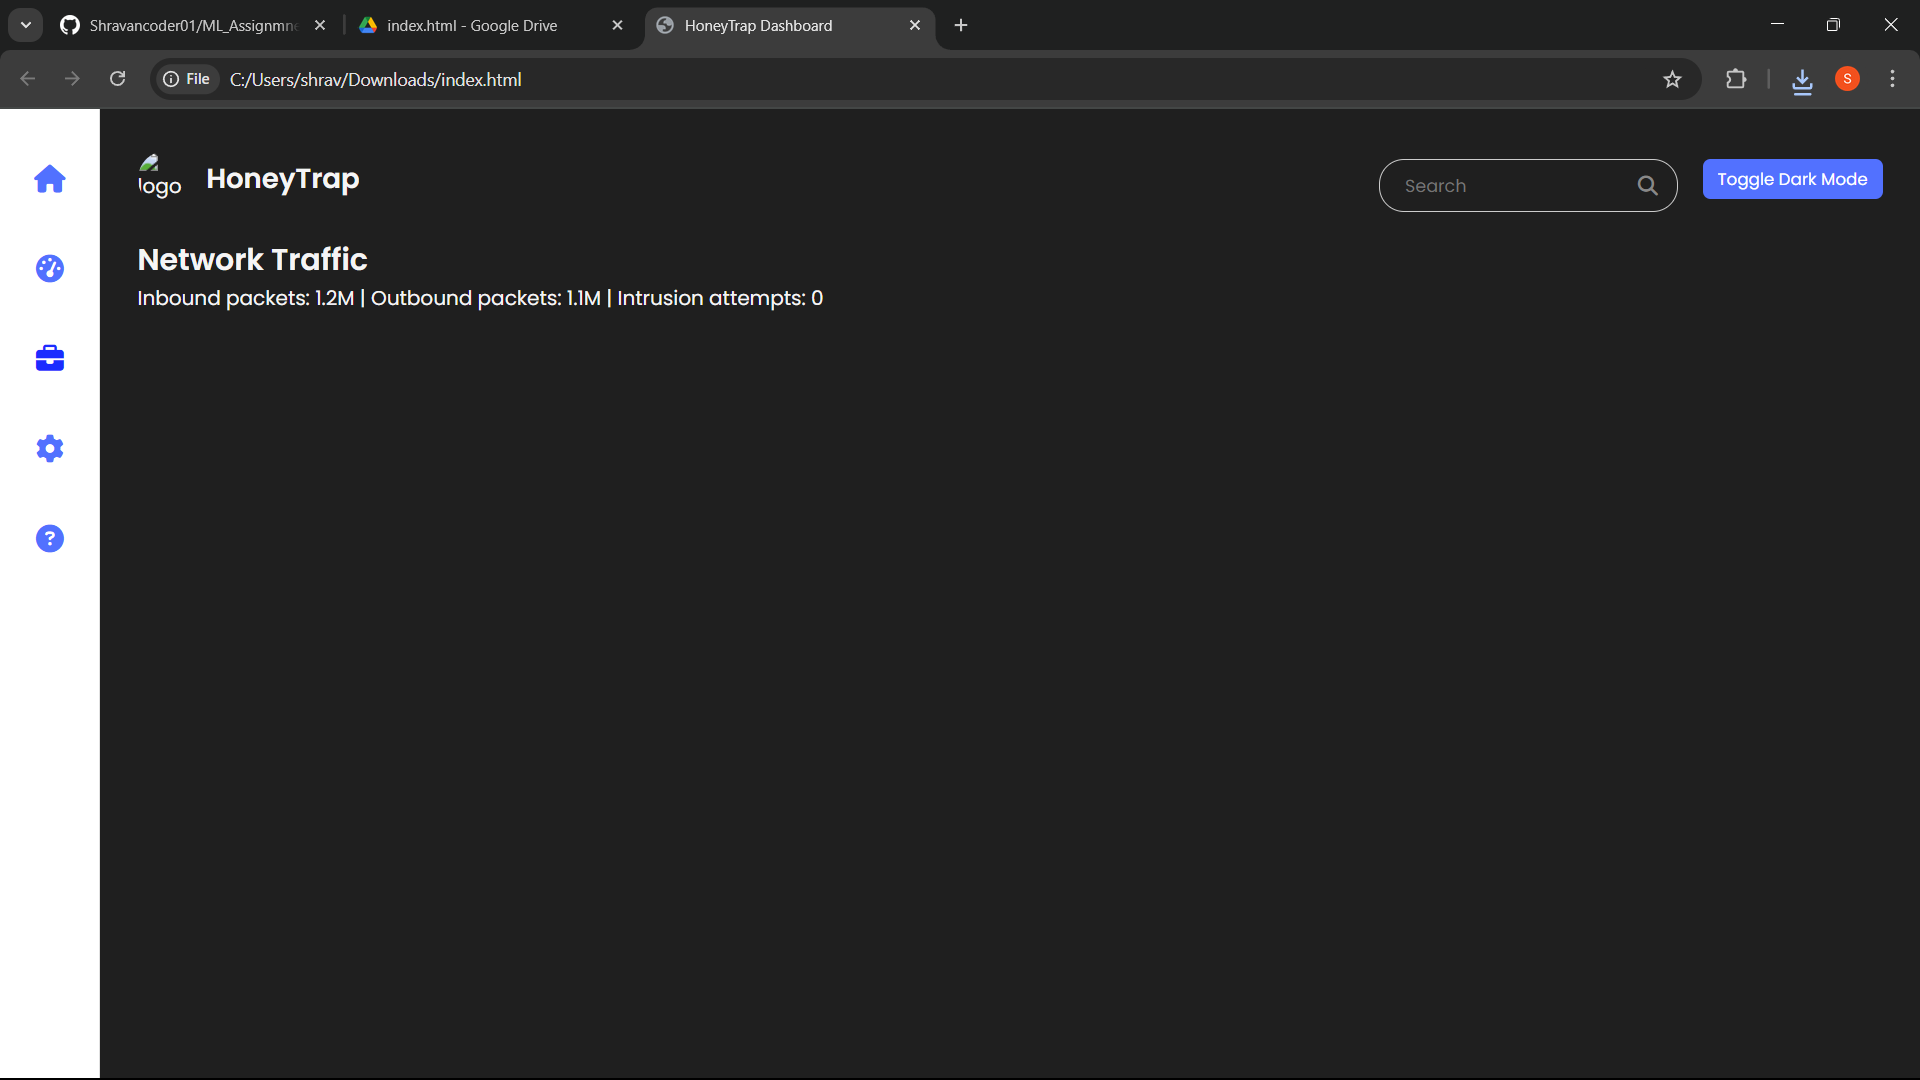 Shravancoder01/ML_Assignmne
index.html - Google Drive
HoneyTrap Dashboard
File
C:/Users/shrav/Downloads/index.html
S
logo
HoneyTrap
Search
Toggle Dark Mode
Network Traffic
Inbound packets: 1.2M | Outbound packets: 1.1M | Intrusion attempts: 0